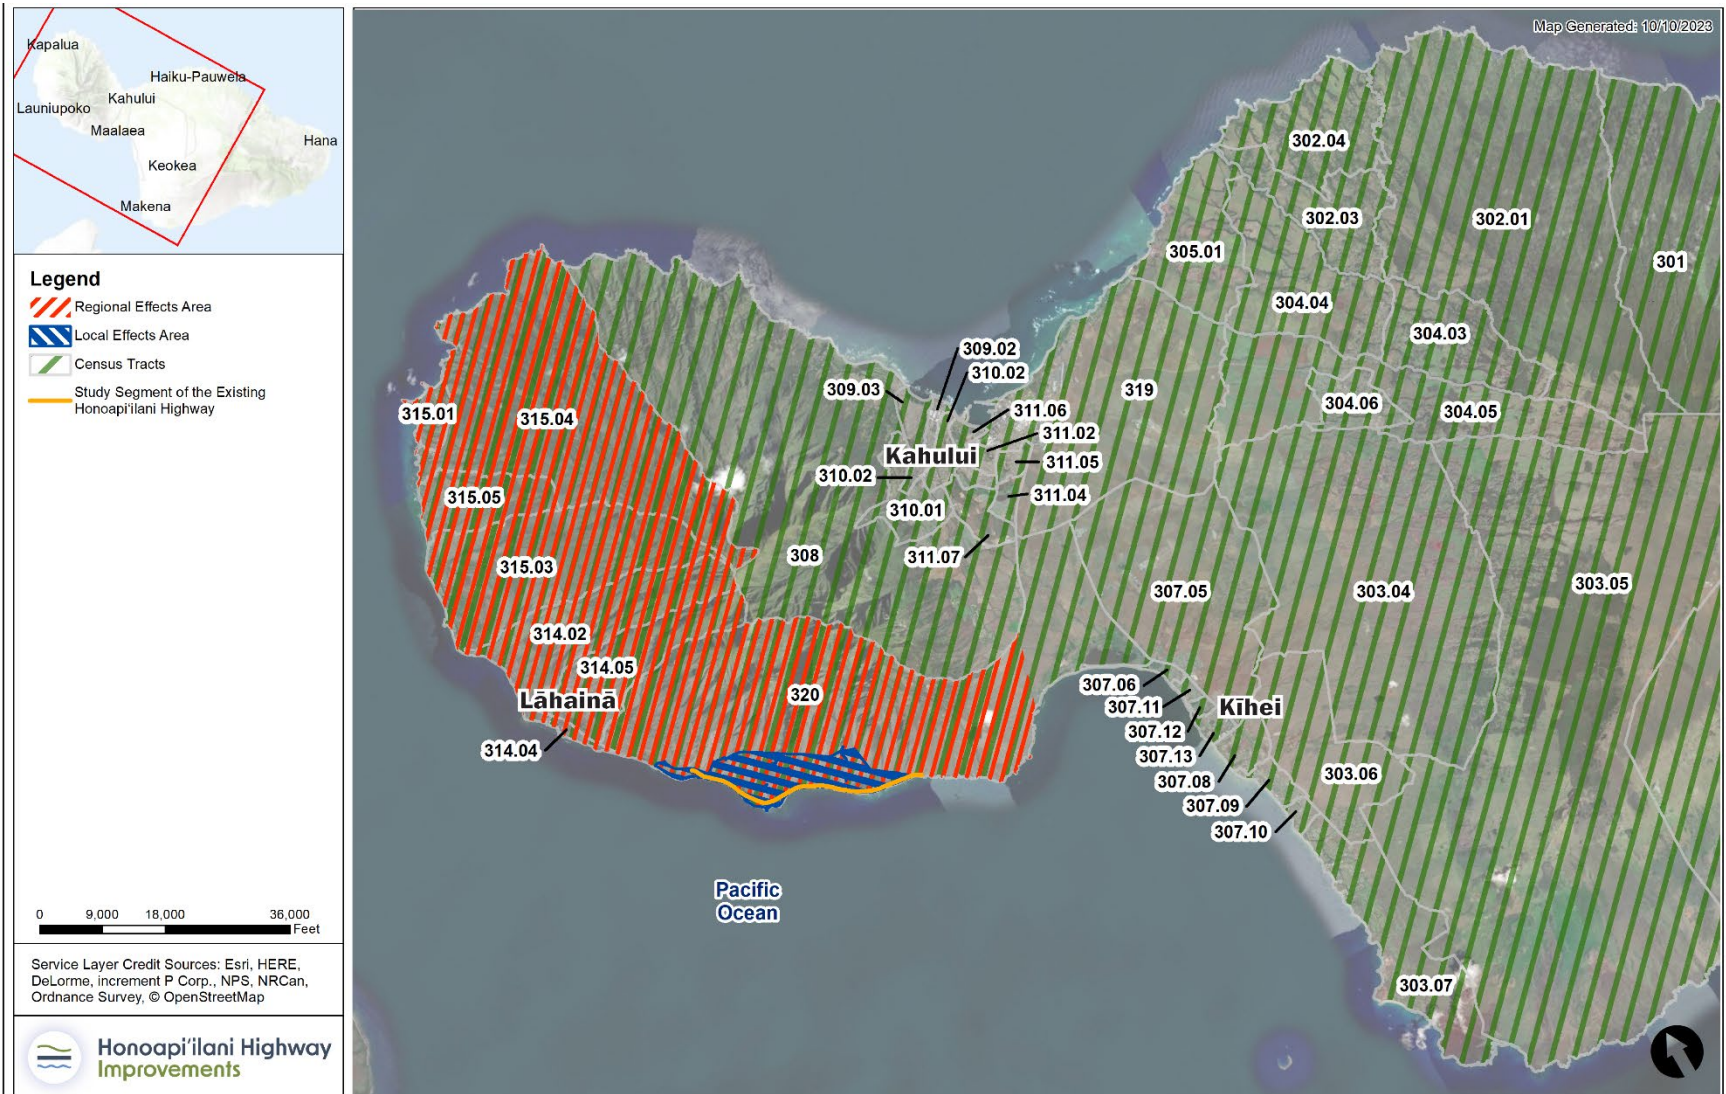 Kapalua
Haiku-Pauwela
Kahului
Launiupoko
Maalaea
Hana
Keokea
Makena
Legend
Regional Effects Area
Local Effects Area
Census Tracts
Study Segment of the Existing
Honoapiʻilani Highway
0 9,000 18,000 36,000
Feet
Service Layer Credit Sources: Esri, HERE,
DeLorme, increment P Corp., NPS, NRCan,
Ordnance Survey, © OpenStreetMap
Honoapiʻilani Highway
Improvements
Map Generated: 10/10/2023
302.04
302.03
302.01
305.01
301
304.04
304.03
309.02
310.02
309.03
319
304.06
304.05
311.06
315.01
315.04
311.02
Kahului
311.05
310.02
311.04
315.05
310.01
308
311.07
315.03
307.05
303.04
303.05
314.02
314.05
320
307.06
Lāhainā
307.11
Kīhei
307.12
314.04
307.13
303.06
307.08
307.09
307.10
Pacific
Ocean
303.07